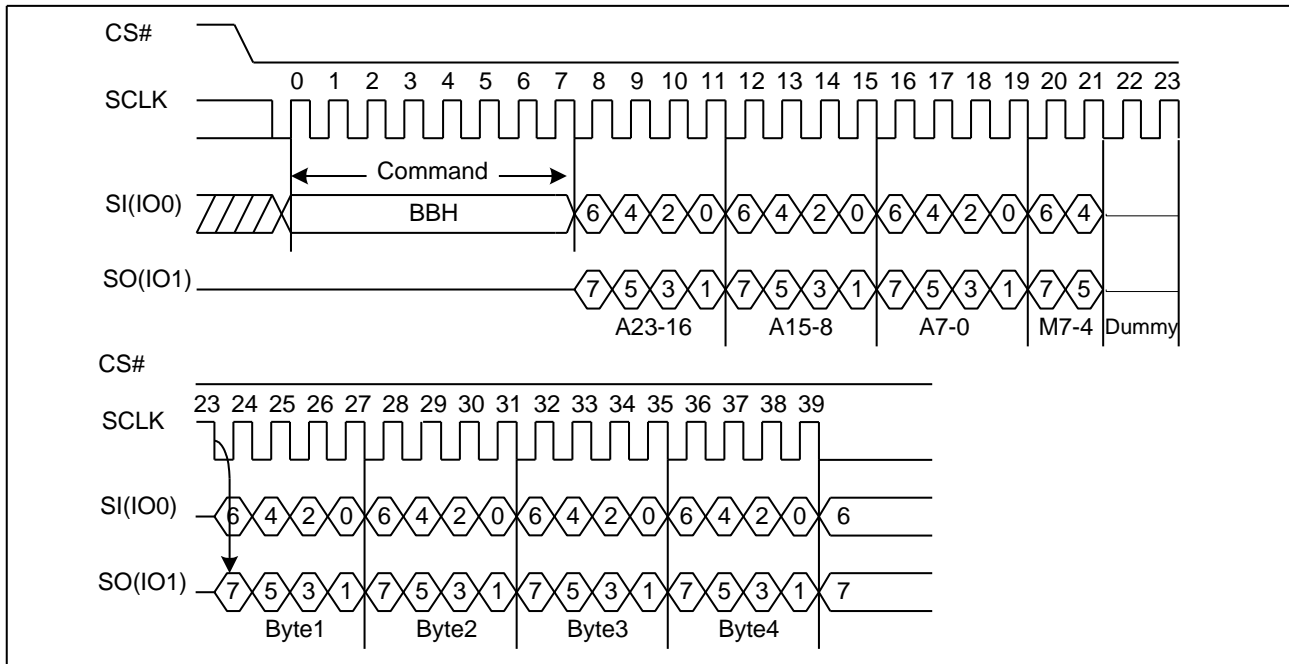 CS#
0 1 2 3 4 5 6 7 8 9 10 11 12 13 14 15 16 17 18 19 20 21 22 23
SCLK
Command
SI(IO0)
BBH
6 4 2 0 6 4 2 0 6 4 2 0 6 4
SO(IO1)
7 5 3 1 7 5 3 1 7 5 3 1 7 5
A23-16 A15-8 A7-0 M7-4 Dummy
CS#
23 24 25 26 27 28 29 30 31 32 33 34 35 36 37 38 39
SCLK
SI(IO0)
6 4 2 0 6 4 2 0 6 4 2 0 6 4 2 0 6
SO(IO1)
7 5 3 1 7 5 3 1 7 5 3 1 7 5 3 1 7
Byte1 Byte2 Byte3 Byte4